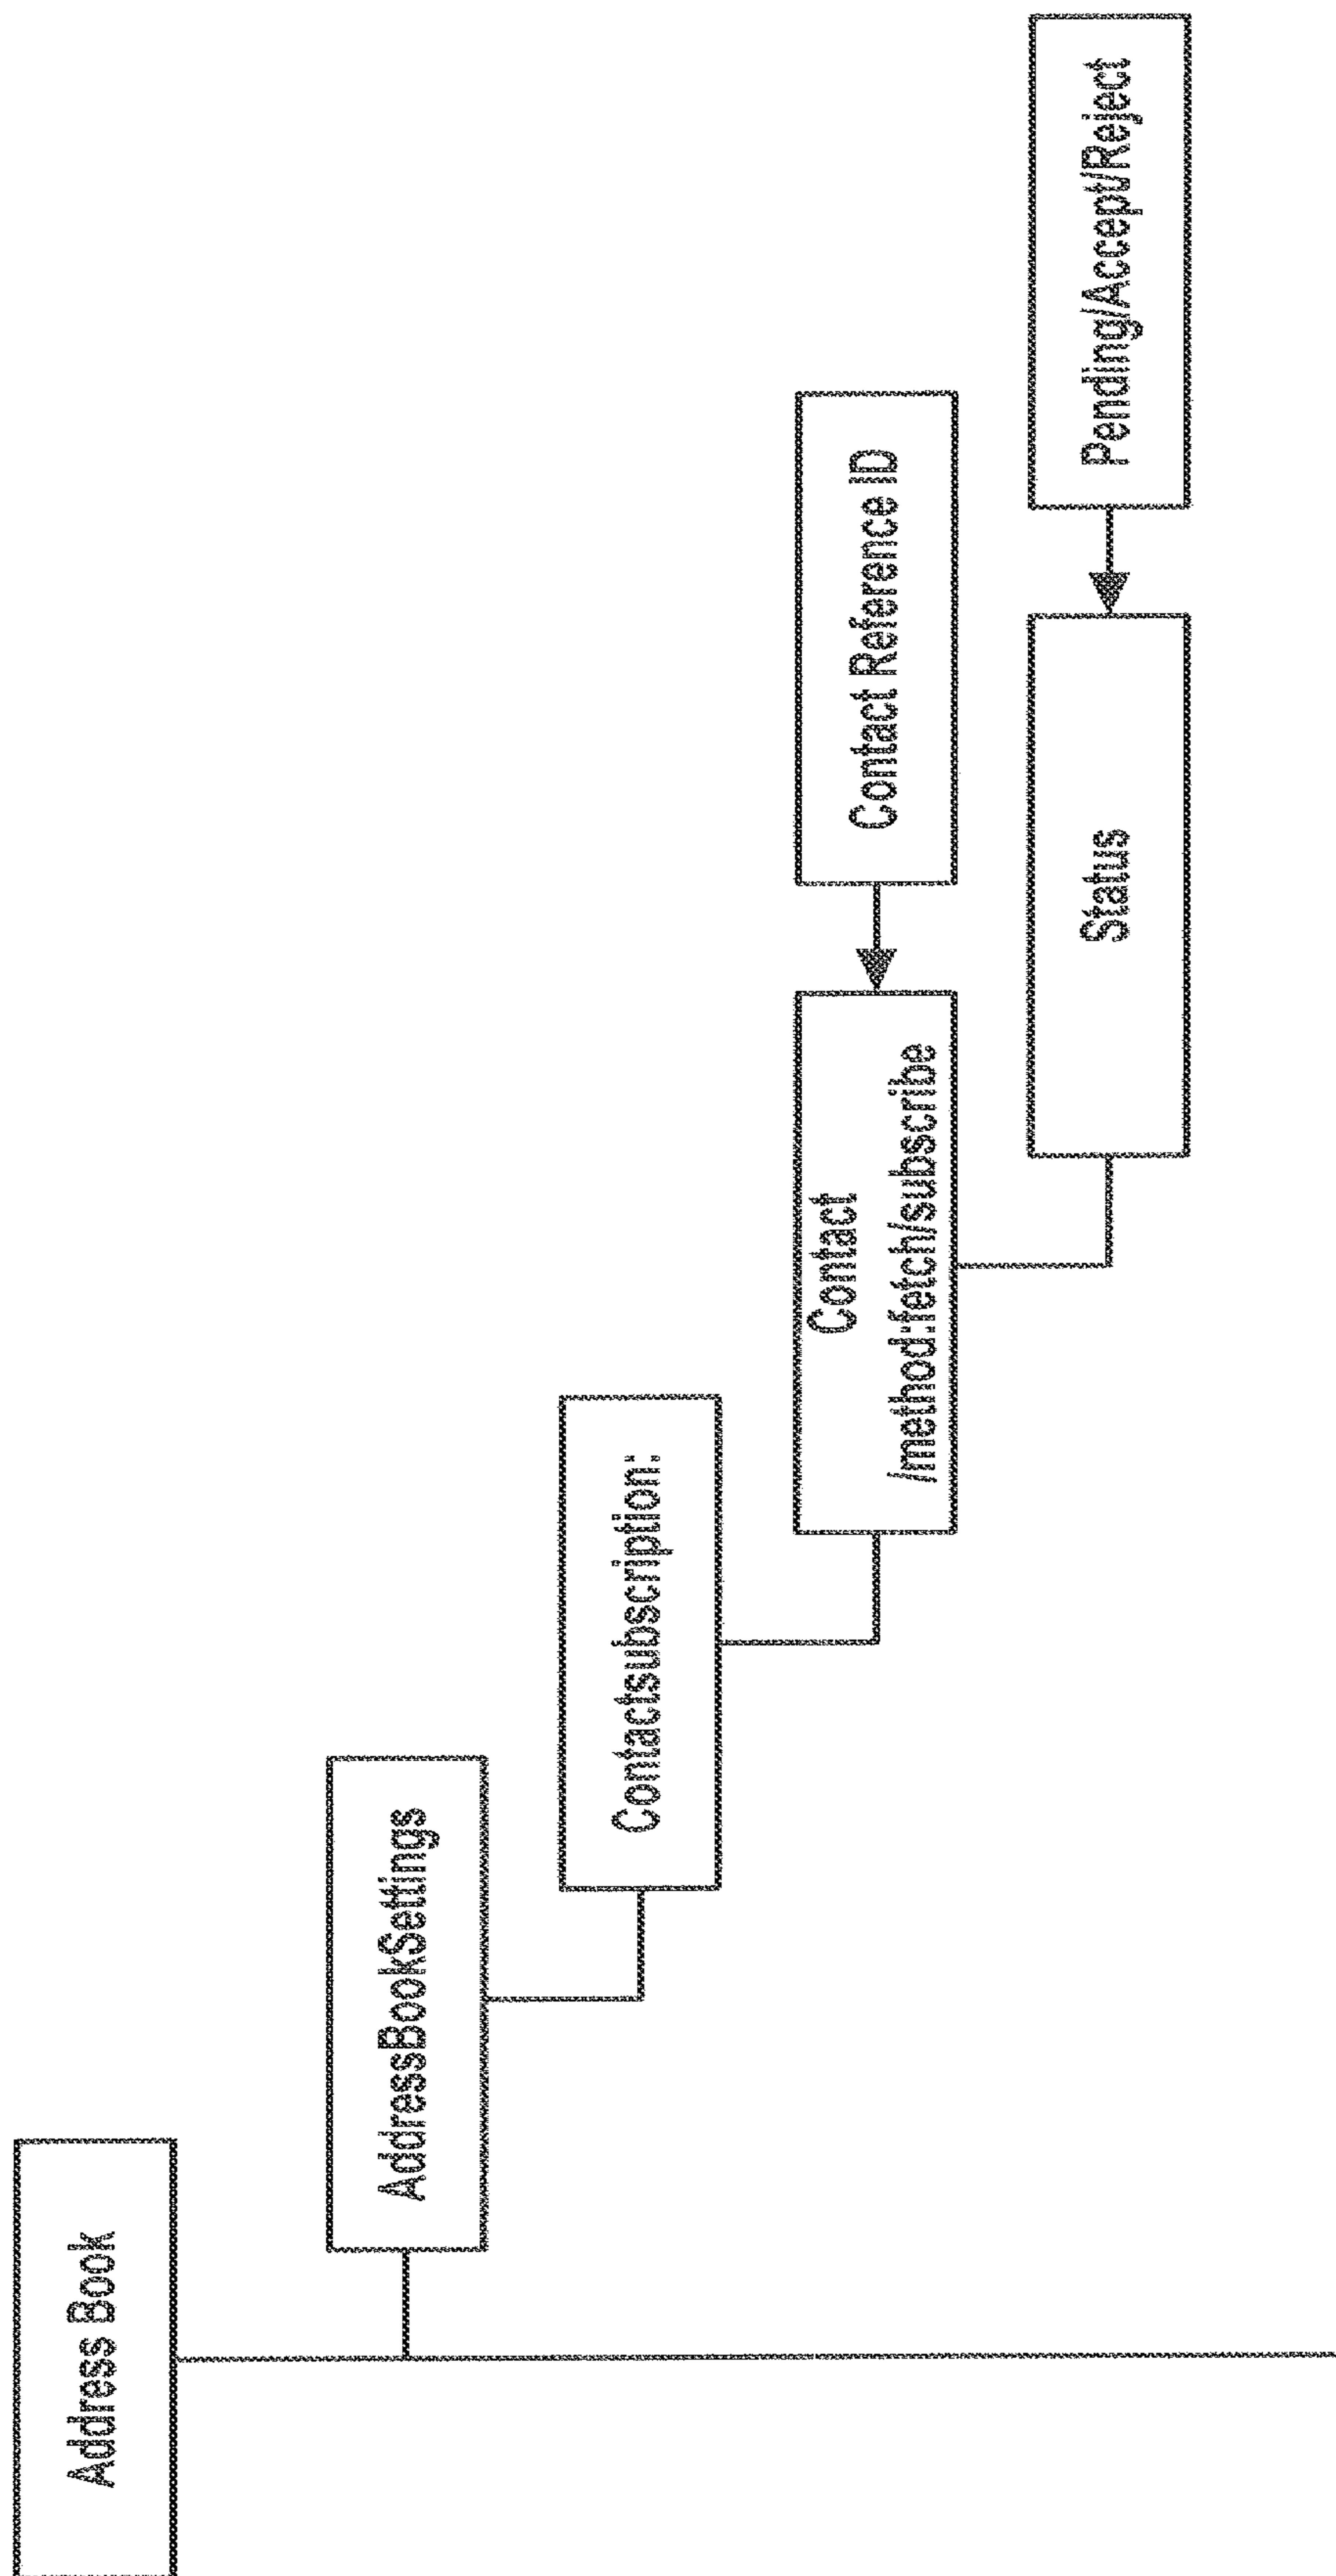 Address Book
AddressBookSettings
Contactsubscription:
Contact
/method:fetch/subscribe
Contact Reference ID
Status
Pending/Accept/Reject